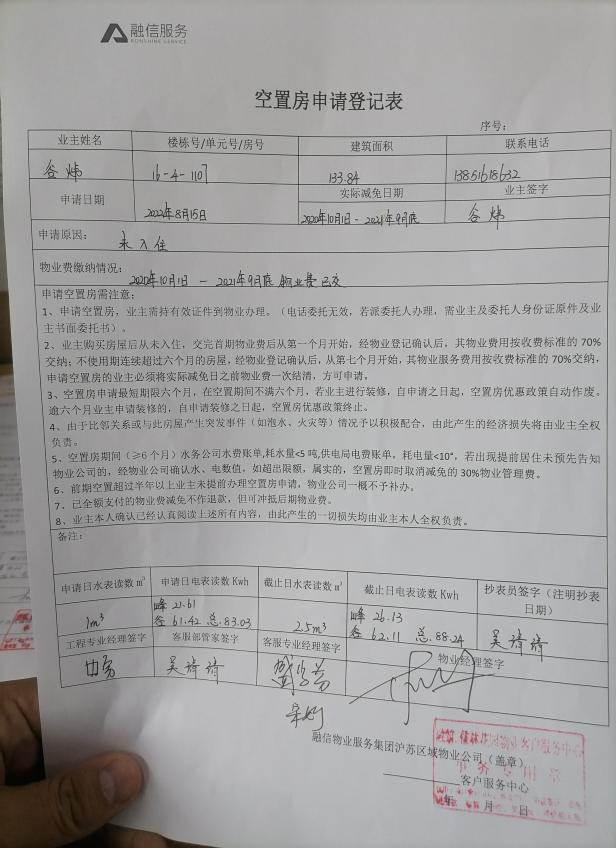 融信服务
RONSHINE SERVICE
空置房申请登记表
序号：
业主姓名 楼栋号/单元号/房号 建筑面积 联系电话
谷炜 16-4-1107 133.84 13851618632
申请日期 2022年8月15日 实际减免日期 业主签字
2020年10月1日-2021年9月底 谷炜
申请原因： 未入住
物业费缴纳情况： 2020年10月1日-2021年9月底 物业费已交
申请空置房需注意：
1、申请空置房，业主需持有效证件到物业办理。（电话委托无效，若派委托人办理，需业主及委托人身份证原件及业
主书面委托书）。
2、业主购买房屋后从未入住，交完首期物业费后从第一个月开始，经物业登记确认后，其物业费用按收费标准的70%
交纳；不使用期连续超过六个月的房屋，经物业登记确认后，从第七个月开始，其物业服务费用按收费标准的70%交纳，
申请空置房的业主必须将实际减免日之前物业费一次结清，方可申请。
3、空置房申请最短期限六个月，在空置期间不满六个月，若业主进行装修，自申请之日起，空置房优惠政策自动作废。
逾六个月业主申请装修的，自申请装修之日起，空置房优惠政策终止。
4、由于比邻关系或与此房屋产生突发事件（如泡水、火灾等）情况予以积极配合，由此产生的经济损失将由业主全权
负责。
5、空置房期间（≥6个月）水务公司水费账单,耗水量<5吨,供电局电费账单，耗电量<10°，若出现提前居住未预先告知
物业公司的，经物业公司确认水、电数值，如超出限额，属实的，空置房即时取消减免的30%物业管理费。
6、前期空置超过半年以上业主未提前办理空置房申请，物业公司一概不予补办。
7、已全额支付的物业费减免不作退款，但可冲抵后期物业费。
8、业主本人确认已经认真阅读上述所有内容，由此产生的一切损失均由业主本人全权负责。
备注：
申请日水表读数m³ 申请日电表读数Kwh 截止日水表读数m³ 截止日电表读数Kwh 抄表员签字（注明抄表日期）
1m³ 峰 21.61 谷 61.42 总.83.03 2.5m³ 峰 26.13 谷 62.11 总.88.24 吴琦琦
工程专业经理签字 客服部管家签字 客服专业经理签字 物业经理签字
吴琦琦
融信物业服务集团沪苏区域物业公司（盖章）
客户服务中心
年 月 日